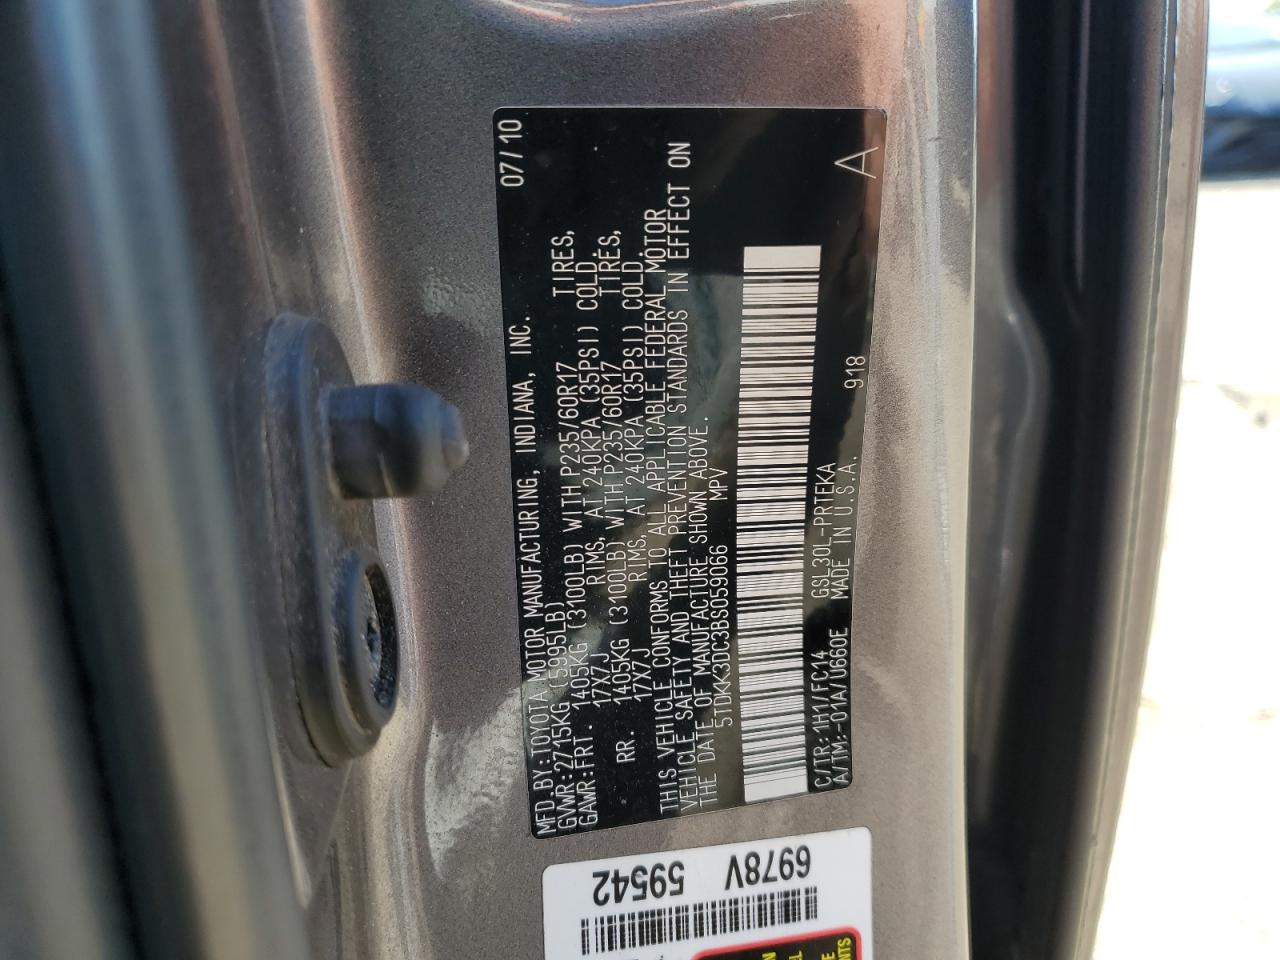 MFD.BY:TOYOTA MOTOR MANUFACTURING, INDIANA, INC. 07/10
GVWR:2715KG (5995LB)
GAWR:FRT. 1405KG (3100LB) WITH P235/60R17 TIRES,
17X7J RIMS, AT 240KPA (35PSI) COLD.
RR. 1405KG (3100LB) WITH P235/60R17 TIRES,
17X7J RIMS, AT 240KPA (35PSI) COLD.
THIS VEHICLE CONFORMS TO ALL APPLICABLE FEDERAL MOTOR
VEHICLE SAFETY AND THEFT PREVENTION STANDARDS IN EFFECT ON
THE DATE OF MANUFACTURE SHOWN ABOVE.
5TDKK3DC3BS059066 MPV
C/TR:1H1/FC14 GSL30L-PRTEKA 918
A/TM:-01A/U660E MADE IN U.S.A. A
6978V
59542